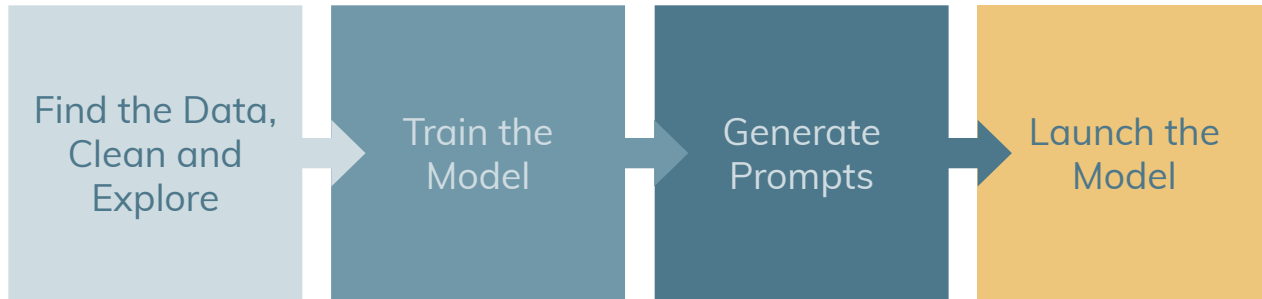 Find the Data,
Clean and
Explore
Train the
Model
Generate
Prompts
Launch the
Model